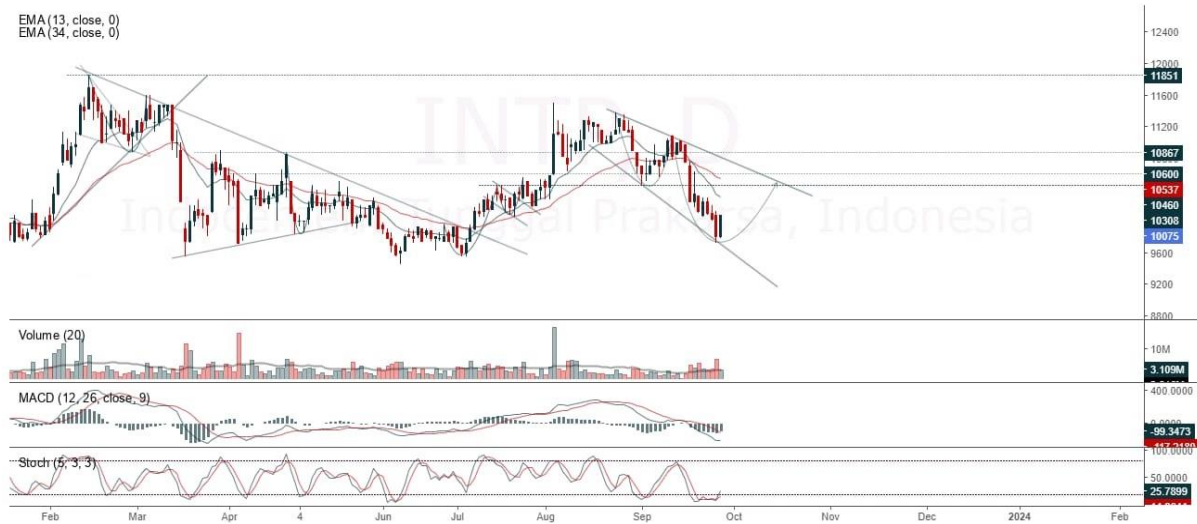 EMA (13, close, 0)
EMA (34, close, 0)
INTP, D
Indocement Tunggal Prakarsa, Indonesia
12400
12000
11851
11600
11200
10867
10600
10537
10460
10308
10075
9600
9200
8800
Volume (20)
10M
3.109M
MACD (12, 26, close, 9)
400.0000
-99.3473
Stoch (5, 3, 3)
100.0000
50.0000
25.7899
Feb Mar Apr 4 Jun Jul Aug Sep Oct Nov Dec 2024 Feb